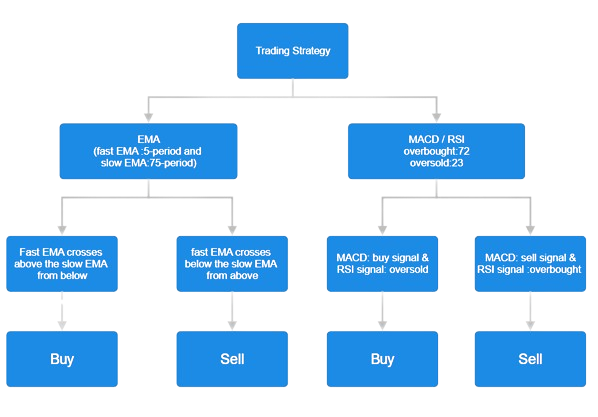 Trading Strategy
EMA
(fast EMA :5-period and
slow EMA:75-period)
MACD / RSI
overbought:72
oversold:23
Fast EMA crosses
above the slow EMA
from below
fast EMA crosses
below the slow EMA
from above
MACD: buy signal &
RSI signal: oversold
MACD: sell signal &
RSI signal :overbought
Buy
Sell
Buy
Sell